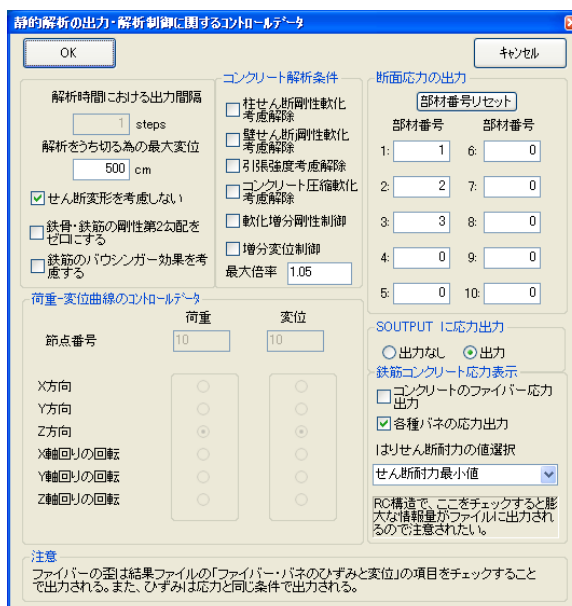 静的解析の出力・解析制御に関するコントロールデータ
OK
キャンセル
解析時間における出力間隔
1 steps
解析をうち切る為の最大変位
500 cm
せん断変形を考慮しない
鉄骨・鉄筋の剛性第2勾配を
ゼロにする
鉄筋のバウシンガー効果を考
慮する
コンクリート解析条件
柱せん断剛性軟化
考慮解除
壁せん断剛性軟化
考慮解除
引張強度考慮解除
コンクリート圧縮軟化
考慮解除
軟化増分剛性制御
増分変位制御
最大倍率 1.05
断面応力の出力
部材番号リセット
部材番号 部材番号
1: 1 6: 0
2: 2 7: 0
3: 3 8: 0
4: 0 9: 0
5: 0 10: 0
荷重-変位曲線のコントロールデータ
荷重 変位
節点番号 10 10
X方向
Y方向
Z方向
X軸回りの回転
Y軸回りの回転
Z軸回りの回転
SOUTPUT に応力出力
出力なし 出力
鉄筋コンクリート応力表示
コンクリートのファイバー応力
出力
各種バネの応力出力
はりせん断耐力の値選択
せん断耐力最小値
RC構造で、ここをチェックすると膨
大な情報量がファイルに出力され
るので注意されたい。
注意
ファイバーの歪は結果ファイルの「ファイバー・バネのひずみと変位」の項目をチェックすること
で出力される。また、ひずみは応力と同じ条件で出力される。